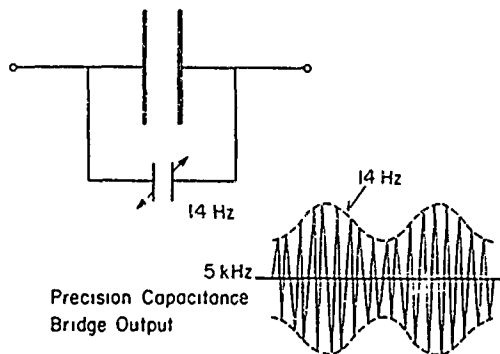 14 Hz
14 Hz
5 kHz
Precision Capacitance
Bridge Output